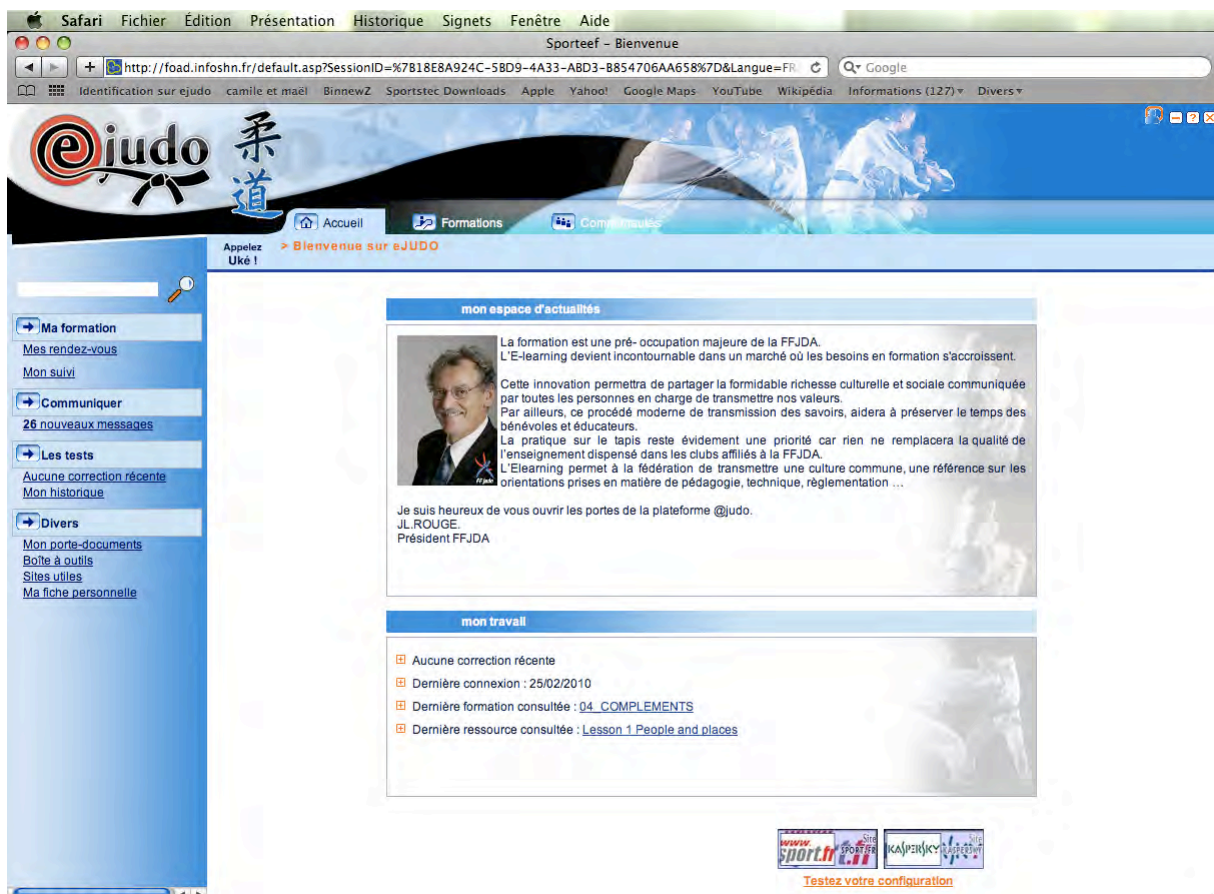 Safari Fichier Édition Présentation Historique Signets Fenêtre Aide
Sporteef – Bienvenue
http://foad.infoshn.fr/default.asp?SessionID=%7B18E8A924C-5BD9-4A33-ABD3-B854706AA658%7D&Langue=FR
Google
Identification sur ejudo camile et maël BinnewZ Sportstec Downloads Apple Yahoo! Google Maps YouTube Wikipédia Informations (127) Divers
@judo
柔道
Accueil Formations
Appelez Uké !
> Bienvenue sur eJUDO
Ma formation
Mes rendez-vous
Mon suivi
Communiquer
26 nouveaux messages
Les tests
Aucune correction récente
Mon historique
Divers
Mon porte-documents
Boîte à outils
Sites utiles
Ma fiche personnelle
mon espace d'actualités
La formation est une pré- occupation majeure de la FFJDA.
L'E-learning devient incontournable dans un marché où les besoins en formation s'accroissent.
Cette innovation permettra de partager la formidable richesse culturelle et sociale communiquée
par toutes les personnes en charge de transmettre nos valeurs.
Par ailleurs, ce procédé moderne de transmission des savoirs, aidera à préserver le temps des
bénévoles et éducateurs.
La pratique sur le tapis reste évidement une priorité car rien ne remplacera la qualité de
l'enseignement dispensé dans les clubs affiliés à la FFJDA.
L'Elearning permet à la fédération de transmettre une culture commune, une référence sur les
orientations prises en matière de pédagogie, technique, règlementation …
FF judo
Je suis heureux de vous ouvrir les portes de la plateforme @judo.
JL.ROUGE.
Président FFJDA
mon travail
Aucune correction récente
Dernière connexion : 25/02/2010
Dernière formation consultée : 04_COMPLEMENTS
Dernière ressource consultée : Lesson 1 People and places
www.sport.fr Site SPORT.FR
KASPERSKY Site KASPERSKY
Testez votre configuration